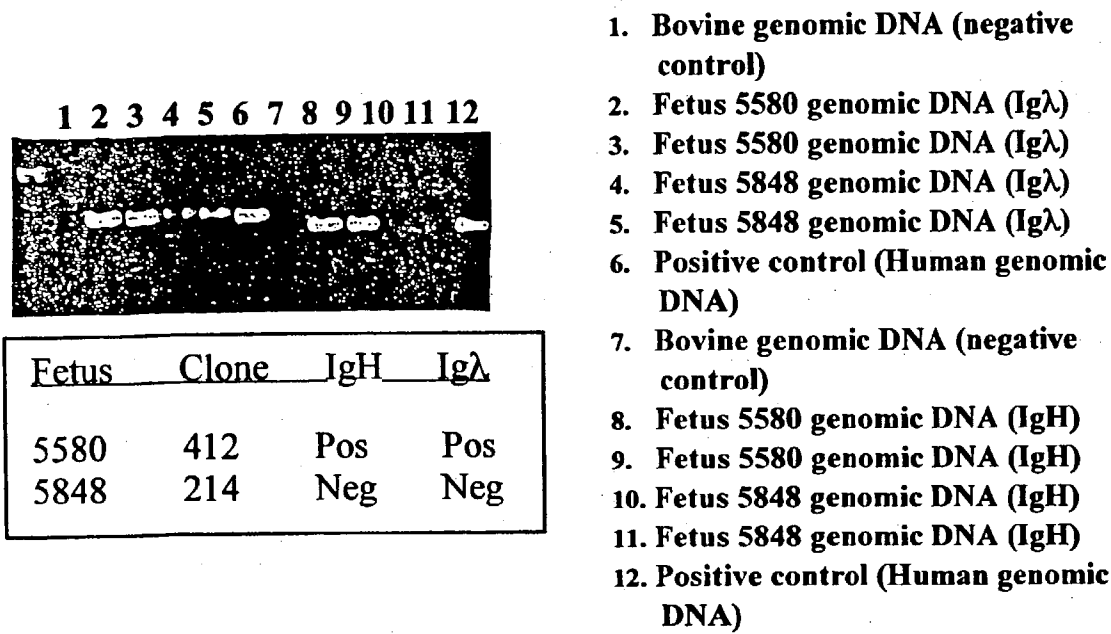 1 2 3 4 5 6 7 8 9 10 11 12
Fetus Clone IgH Igλ
5580 412 Pos Pos
5848 214 Neg Neg
1. Bovine genomic DNA (negative
control)
2. Fetus 5580 genomic DNA (Igλ)
3. Fetus 5580 genomic DNA (Igλ)
4. Fetus 5848 genomic DNA (Igλ)
5. Fetus 5848 genomic DNA (Igλ)
6. Positive control (Human genomic
DNA)
7. Bovine genomic DNA (negative
control)
8. Fetus 5580 genomic DNA (IgH)
9. Fetus 5580 genomic DNA (IgH)
10. Fetus 5848 genomic DNA (IgH)
11. Fetus 5848 genomic DNA (IgH)
12. Positive control (Human genomic
DNA)